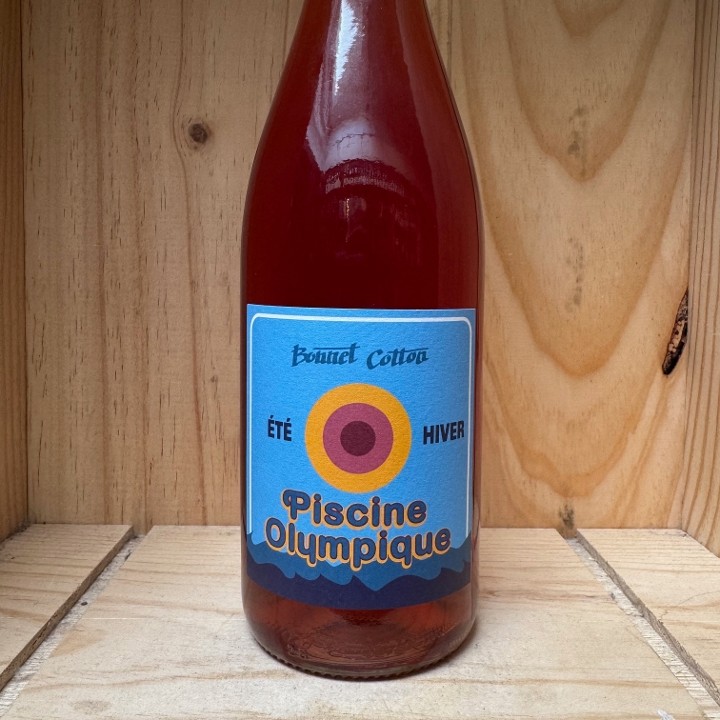 Bonnet Cotton
ÉTÉ HIVER
Piscine
Olympique